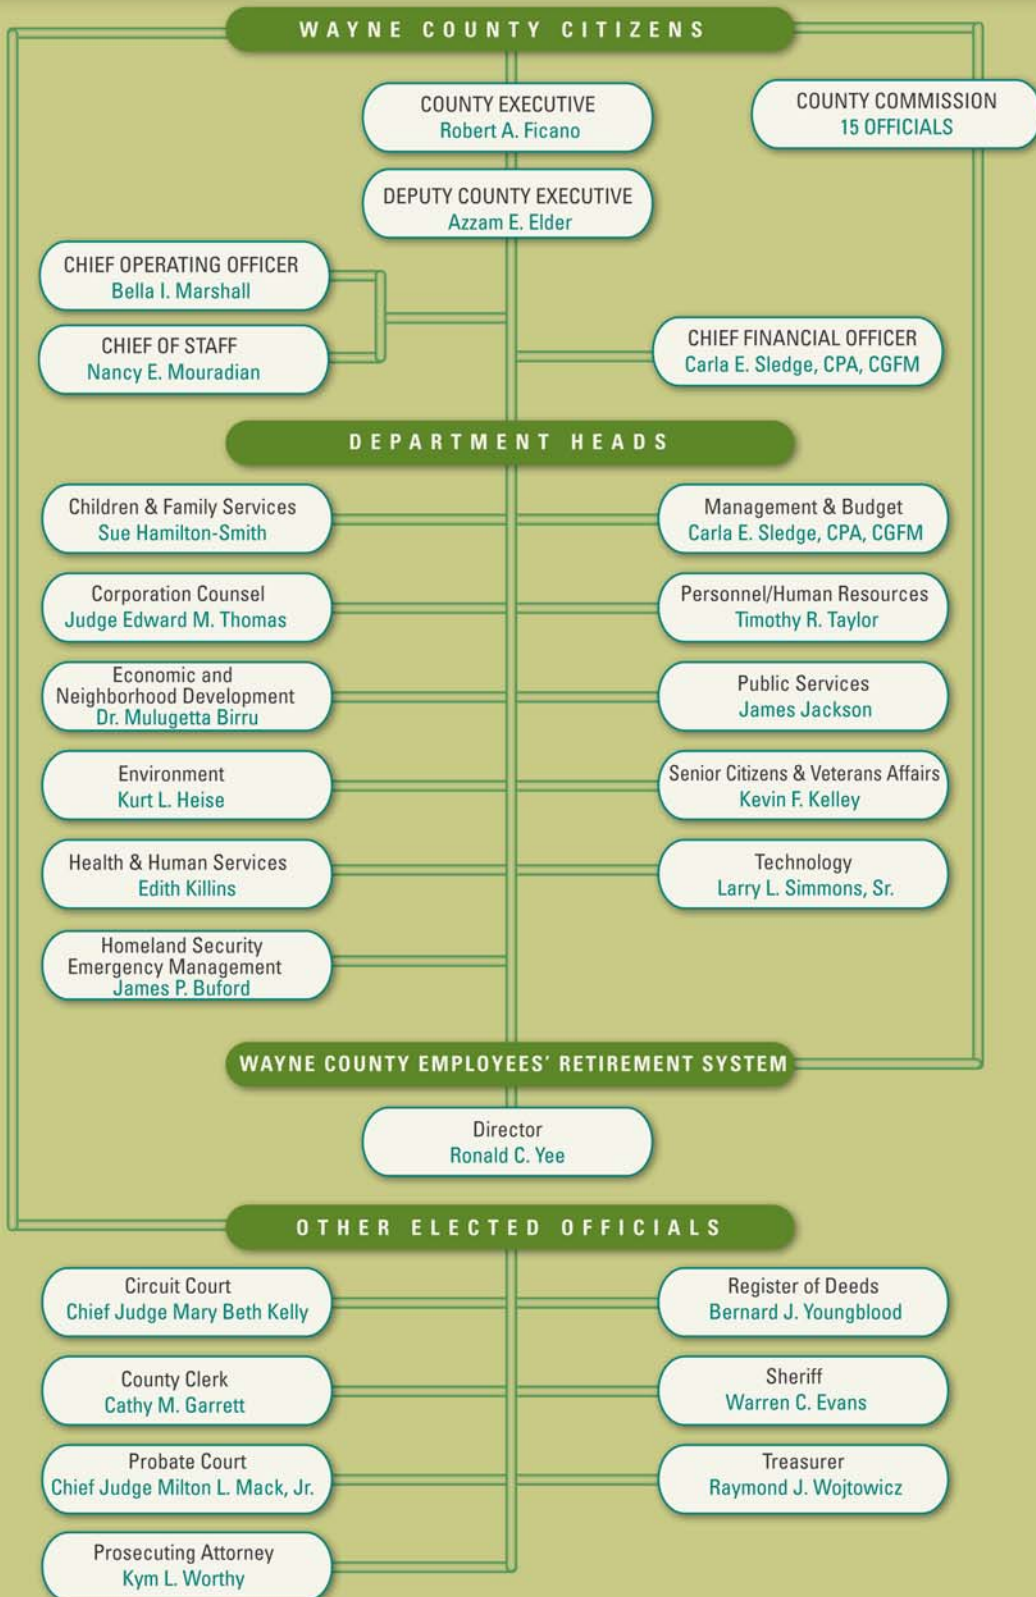 WAYNE COUNTY CITIZENS
COUNTY EXECUTIVE
Robert A. Ficano
COUNTY COMMISSION
15 OFFICIALS
DEPUTY COUNTY EXECUTIVE
Azzam E. Elder
CHIEF OPERATING OFFICER
Bella I. Marshall
CHIEF OF STAFF
Nancy E. Mouradian
CHIEF FINANCIAL OFFICER
Carla E. Sledge, CPA, CGFM
DEPARTMENT HEADS
Children & Family Services
Sue Hamilton-Smith
Management & Budget
Carla E. Sledge, CPA, CGFM
Corporation Counsel
Judge Edward M. Thomas
Personnel/Human Resources
Timothy R. Taylor
Economic and
Neighborhood Development
Dr. Mulugetta Birru
Public Services
James Jackson
Environment
Kurt L. Heise
Senior Citizens & Veterans Affairs
Kevin F. Kelley
Health & Human Services
Edith Killins
Technology
Larry L. Simmons, Sr.
Homeland Security
Emergency Management
James P. Buford
WAYNE COUNTY EMPLOYEES' RETIREMENT SYSTEM
Director
Ronald C. Yee
OTHER ELECTED OFFICIALS
Circuit Court
Chief Judge Mary Beth Kelly
Register of Deeds
Bernard J. Youngblood
County Clerk
Cathy M. Garrett
Sheriff
Warren C. Evans
Probate Court
Chief Judge Milton L. Mack, Jr.
Treasurer
Raymond J. Wojtowicz
Prosecuting Attorney
Kym L. Worthy